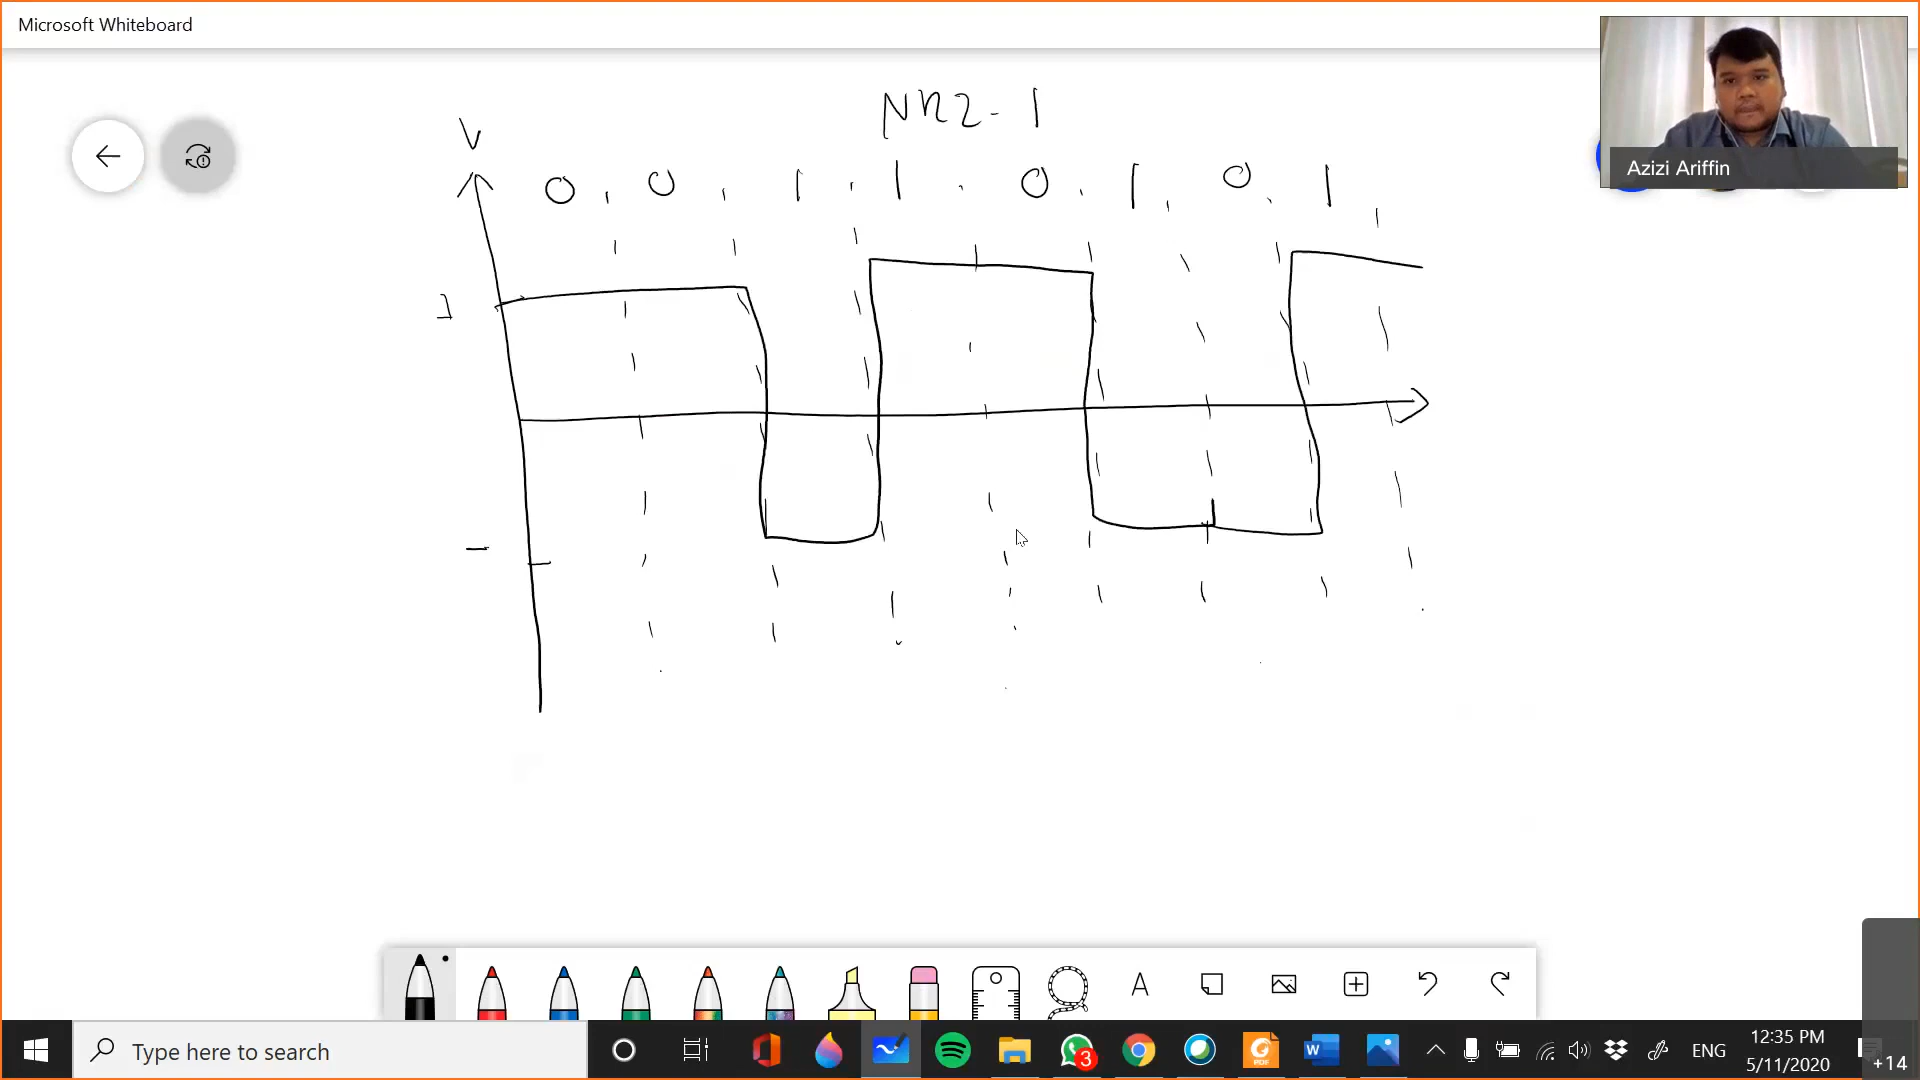 Microsoft Whiteboard
NRZ-I
V
0 0 1 1 0 1 0 1
1
-
Azizi Ariffin
A
Type here to search
3
PDF
W
ENG
12:35 PM
5/11/2020
+14